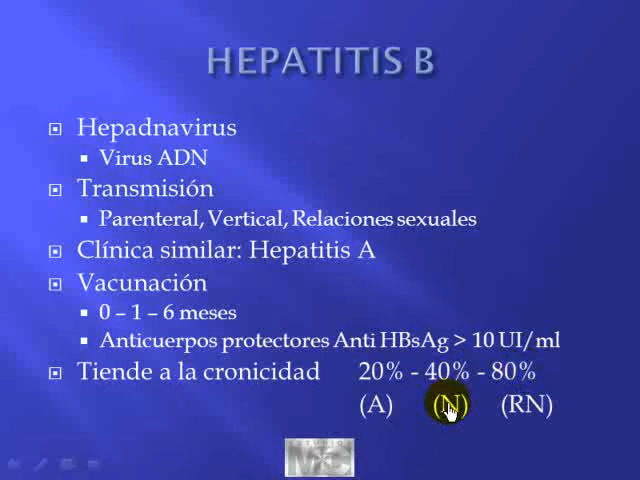 HEPATITIS B
Hepadnavirus
Virus ADN
Transmisión
Parenteral, Vertical, Relaciones sexuales
Clínica similar: Hepatitis A
Vacunación
0 – 1 – 6 meses
Anticuerpos protectores Anti HBsAg > 10 UI/ml
Tiende a la cronicidad 20% - 40% - 80%
(A) (N) (RN)